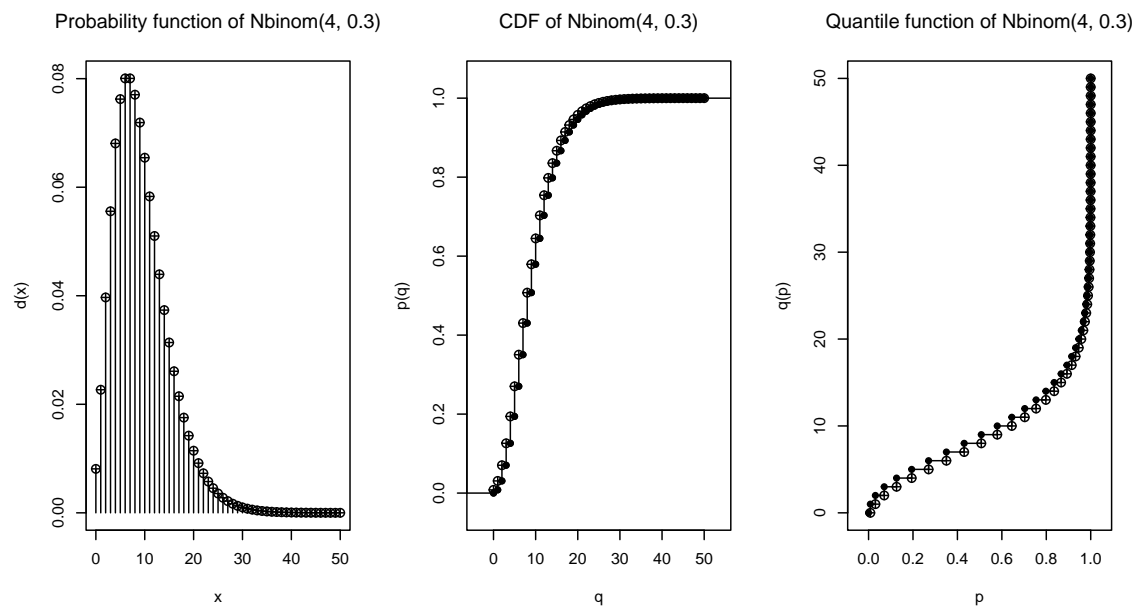 Probability function of Nbinom(4, 0.3)
0.08
0.06
0.04
0.02
0.00
d(x)
0 10 20 30 40 50
x
CDF of Nbinom(4, 0.3)
1.0
0.8
0.6
0.4
0.2
0.0
p(q)
0 10 20 30 40 50
q
Quantile function of Nbinom(4, 0.3)
50
40
30
20
10
0
q(p)
0.0 0.2 0.4 0.6 0.8 1.0
p